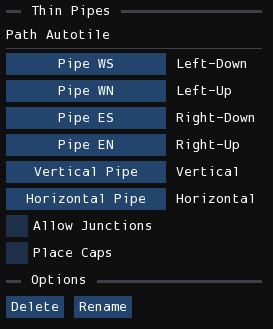 Thin Pipes
Path Autotile
Pipe WS Left-Down
Pipe WN Left-Up
Pipe ES Right-Down
Pipe EN Right-Up
Vertical Pipe Vertical
Horizontal Pipe Horizontal
Allow Junctions
Place Caps
Options
Delete Rename